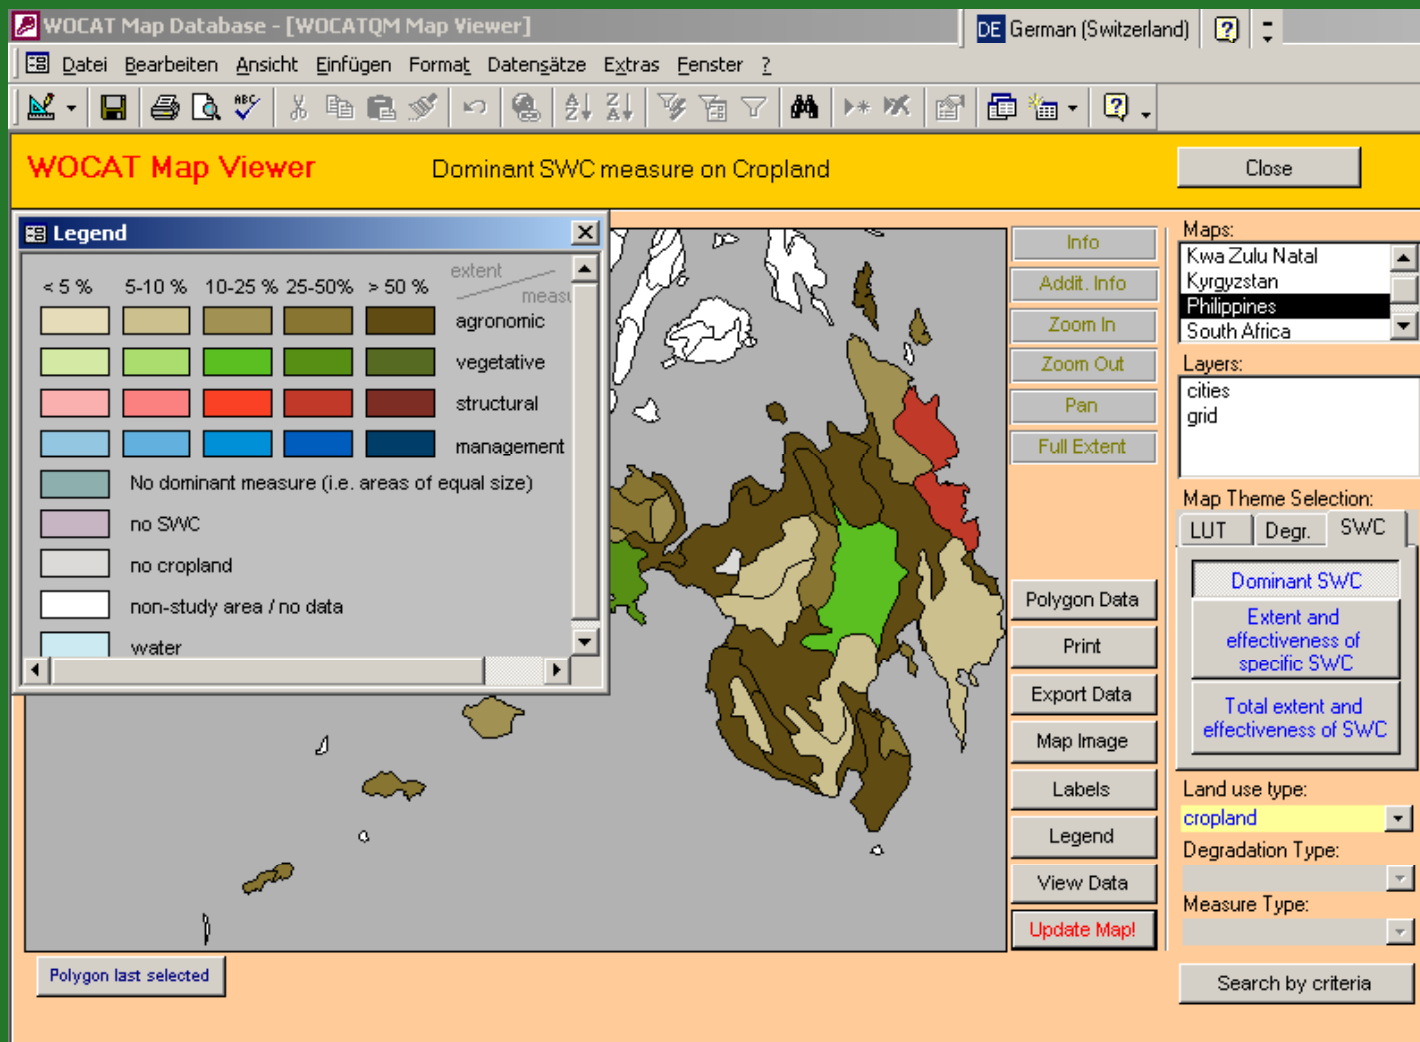 WOCAT Map Database - [WOCATQM Map Viewer]
DE German (Switzerland)
Datei Bearbeiten Ansicht Einfügen Format Datensätze Extras Fenster ?
WOCAT Map Viewer
Dominant SWC measure on Cropland
Close
Legend
extent
measu
< 5 % 5-10 % 10-25 % 25-50% > 50 %
agronomic
vegetative
structural
management
No dominant measure (i.e. areas of equal size)
no SWC
no cropland
non-study area / no data
water
Info
Addit. Info
Zoom In
Zoom Out
Pan
Full Extent
Polygon Data
Print
Export Data
Map Image
Labels
Legend
View Data
Update Map!
Maps:
Kwa Zulu Natal
Kyrgyzstan
Philippines
South Africa
Layers:
cities
grid
Map Theme Selection:
LUT Degr. SWC
Dominant SWC
Extent and
effectiveness of
specific SWC
Total extent and
effectiveness of SWC
Land use type:
cropland
Degradation Type:
Measure Type:
Search by criteria
Polygon last selected